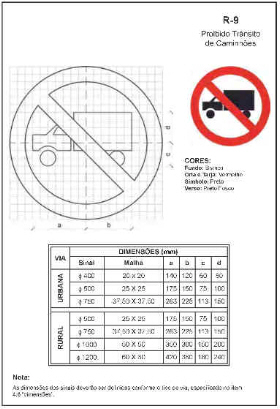 R-9
Proibido Trânsito
de Caminhões
CORES:
Fundo: Branco
Orla e Tarja: Vermelho
Símbolo: Preto
Verso: Preto Fosco
a b
VIA DIMENSÕES (mm)
Sinal Malha a b c d
URBANA
ϕ 400 20 X 20 140 120 60 80
ϕ 500 25 X 25 175 150 75 100
ϕ 750 37,50 X 37,50 263 225 113 150
RURAL
ϕ 500 25 X 25 175 150 75 100
ϕ 750 37,50 X 37,50 263 225 113 150
ϕ 1000 50 X 50 350 300 150 200
ϕ 1200 60 X 60 420 360 180 240
Nota:
As dimensões dos sinais deverão ser definidas conforme o tipo de via, especificado no item
4.6 "dimensões".